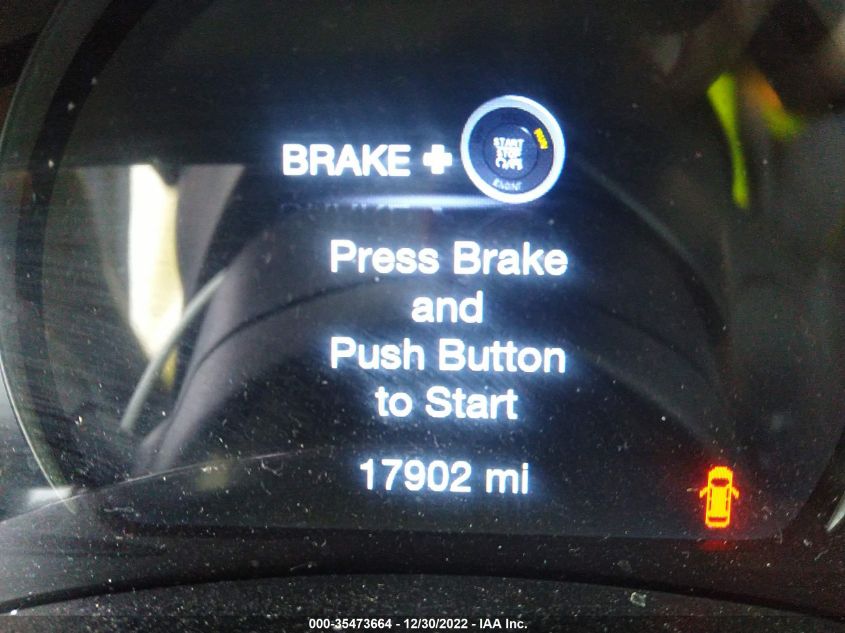 BRAKE +
START
STOP
ENGINE
RUN
Press Brake
and
Push Button
to Start
17902 mi
000-35473664 - 12/30/2022 - IAA Inc.